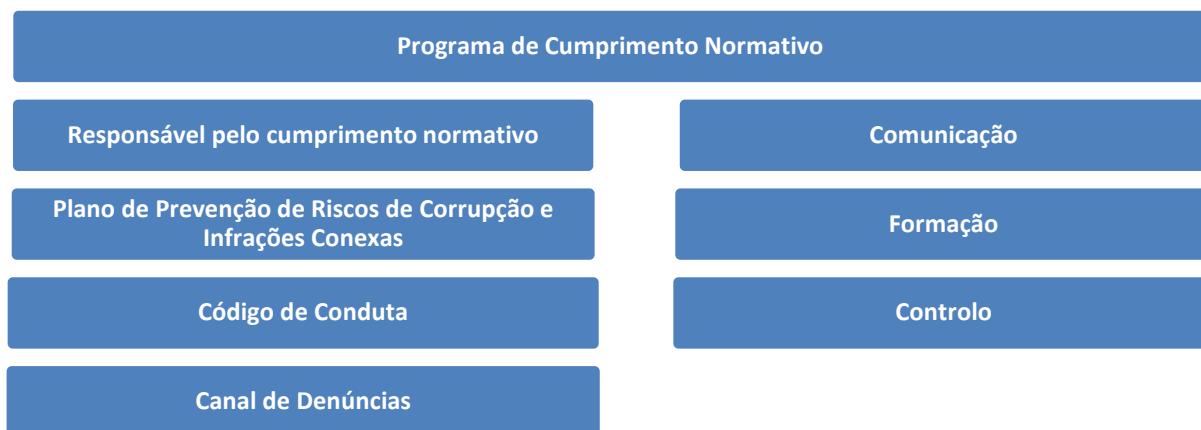 Programa de Cumprimento Normativo
Responsável pelo cumprimento normativo
Comunicação
Plano de Prevenção de Riscos de Corrupção e
Infrações Conexas
Formação
Código de Conduta
Controlo
Canal de Denúncias